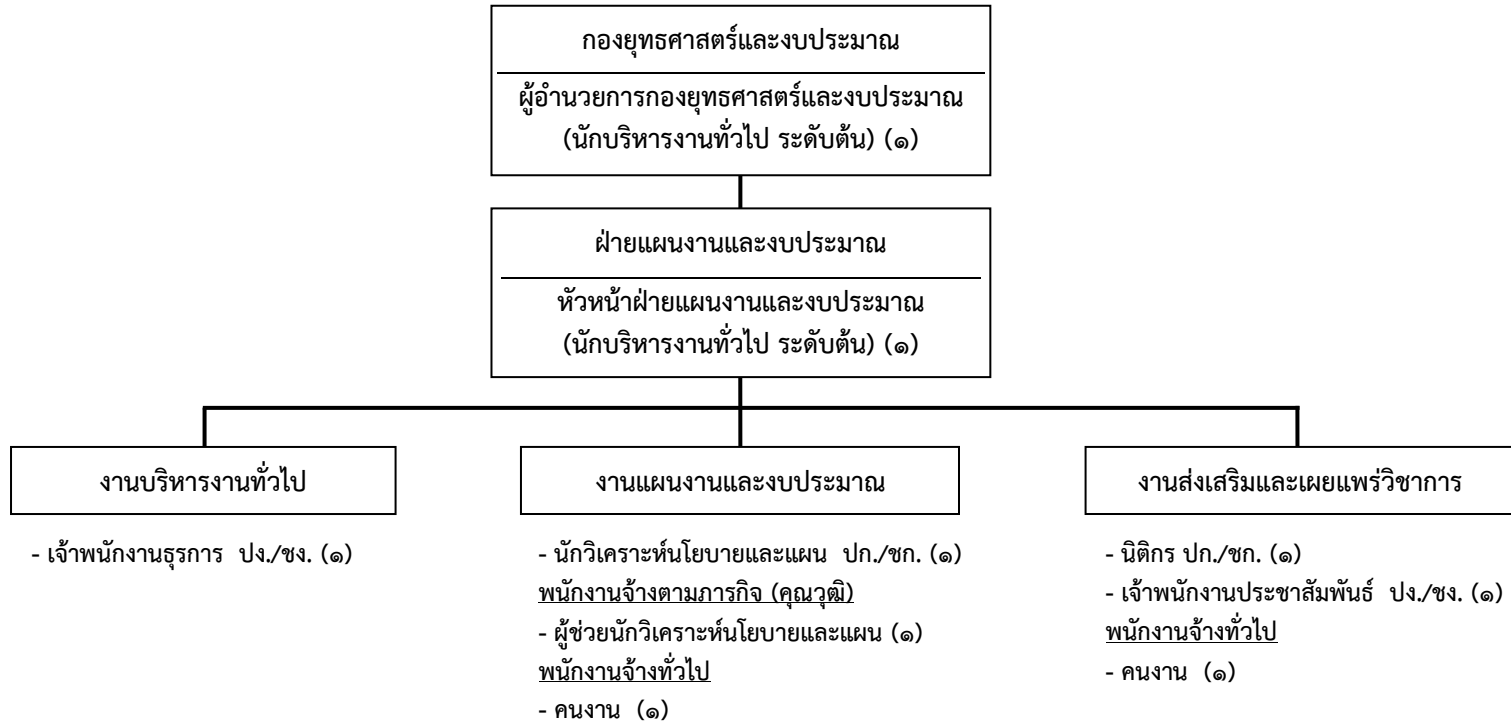 กองยุทธศาสตร์และงบประมาณ
ผู้อำนวยการกองยุทธศาสตร์และงบประมาณ
(นักบริหารงานทั่วไป ระดับต้น) (๑)
ฝ่ายแผนงานและงบประมาณ
หัวหน้าฝ่ายแผนงานและงบประมาณ
(นักบริหารงานทั่วไป ระดับต้น) (๑)
งานบริหารงานทั่วไป
- เจ้าพนักงานธุรการ ปง./ชง. (๑)
งานแผนงานและงบประมาณ
- นักวิเคราะห์นโยบายและแผน ปก./ชก. (๑)
พนักงานจ้างตามภารกิจ (คุณวุฒิ)
- ผู้ช่วยนักวิเคราะห์นโยบายและแผน (๑)
พนักงานจ้างทั่วไป
- คนงาน (๑)
งานส่งเสริมและเผยแพร่วิชาการ
- นิติกร ปก./ชก. (๑)
- เจ้าพนักงานประชาสัมพันธ์ ปง./ชง. (๑)
พนักงานจ้างทั่วไป
- คนงาน (๑)